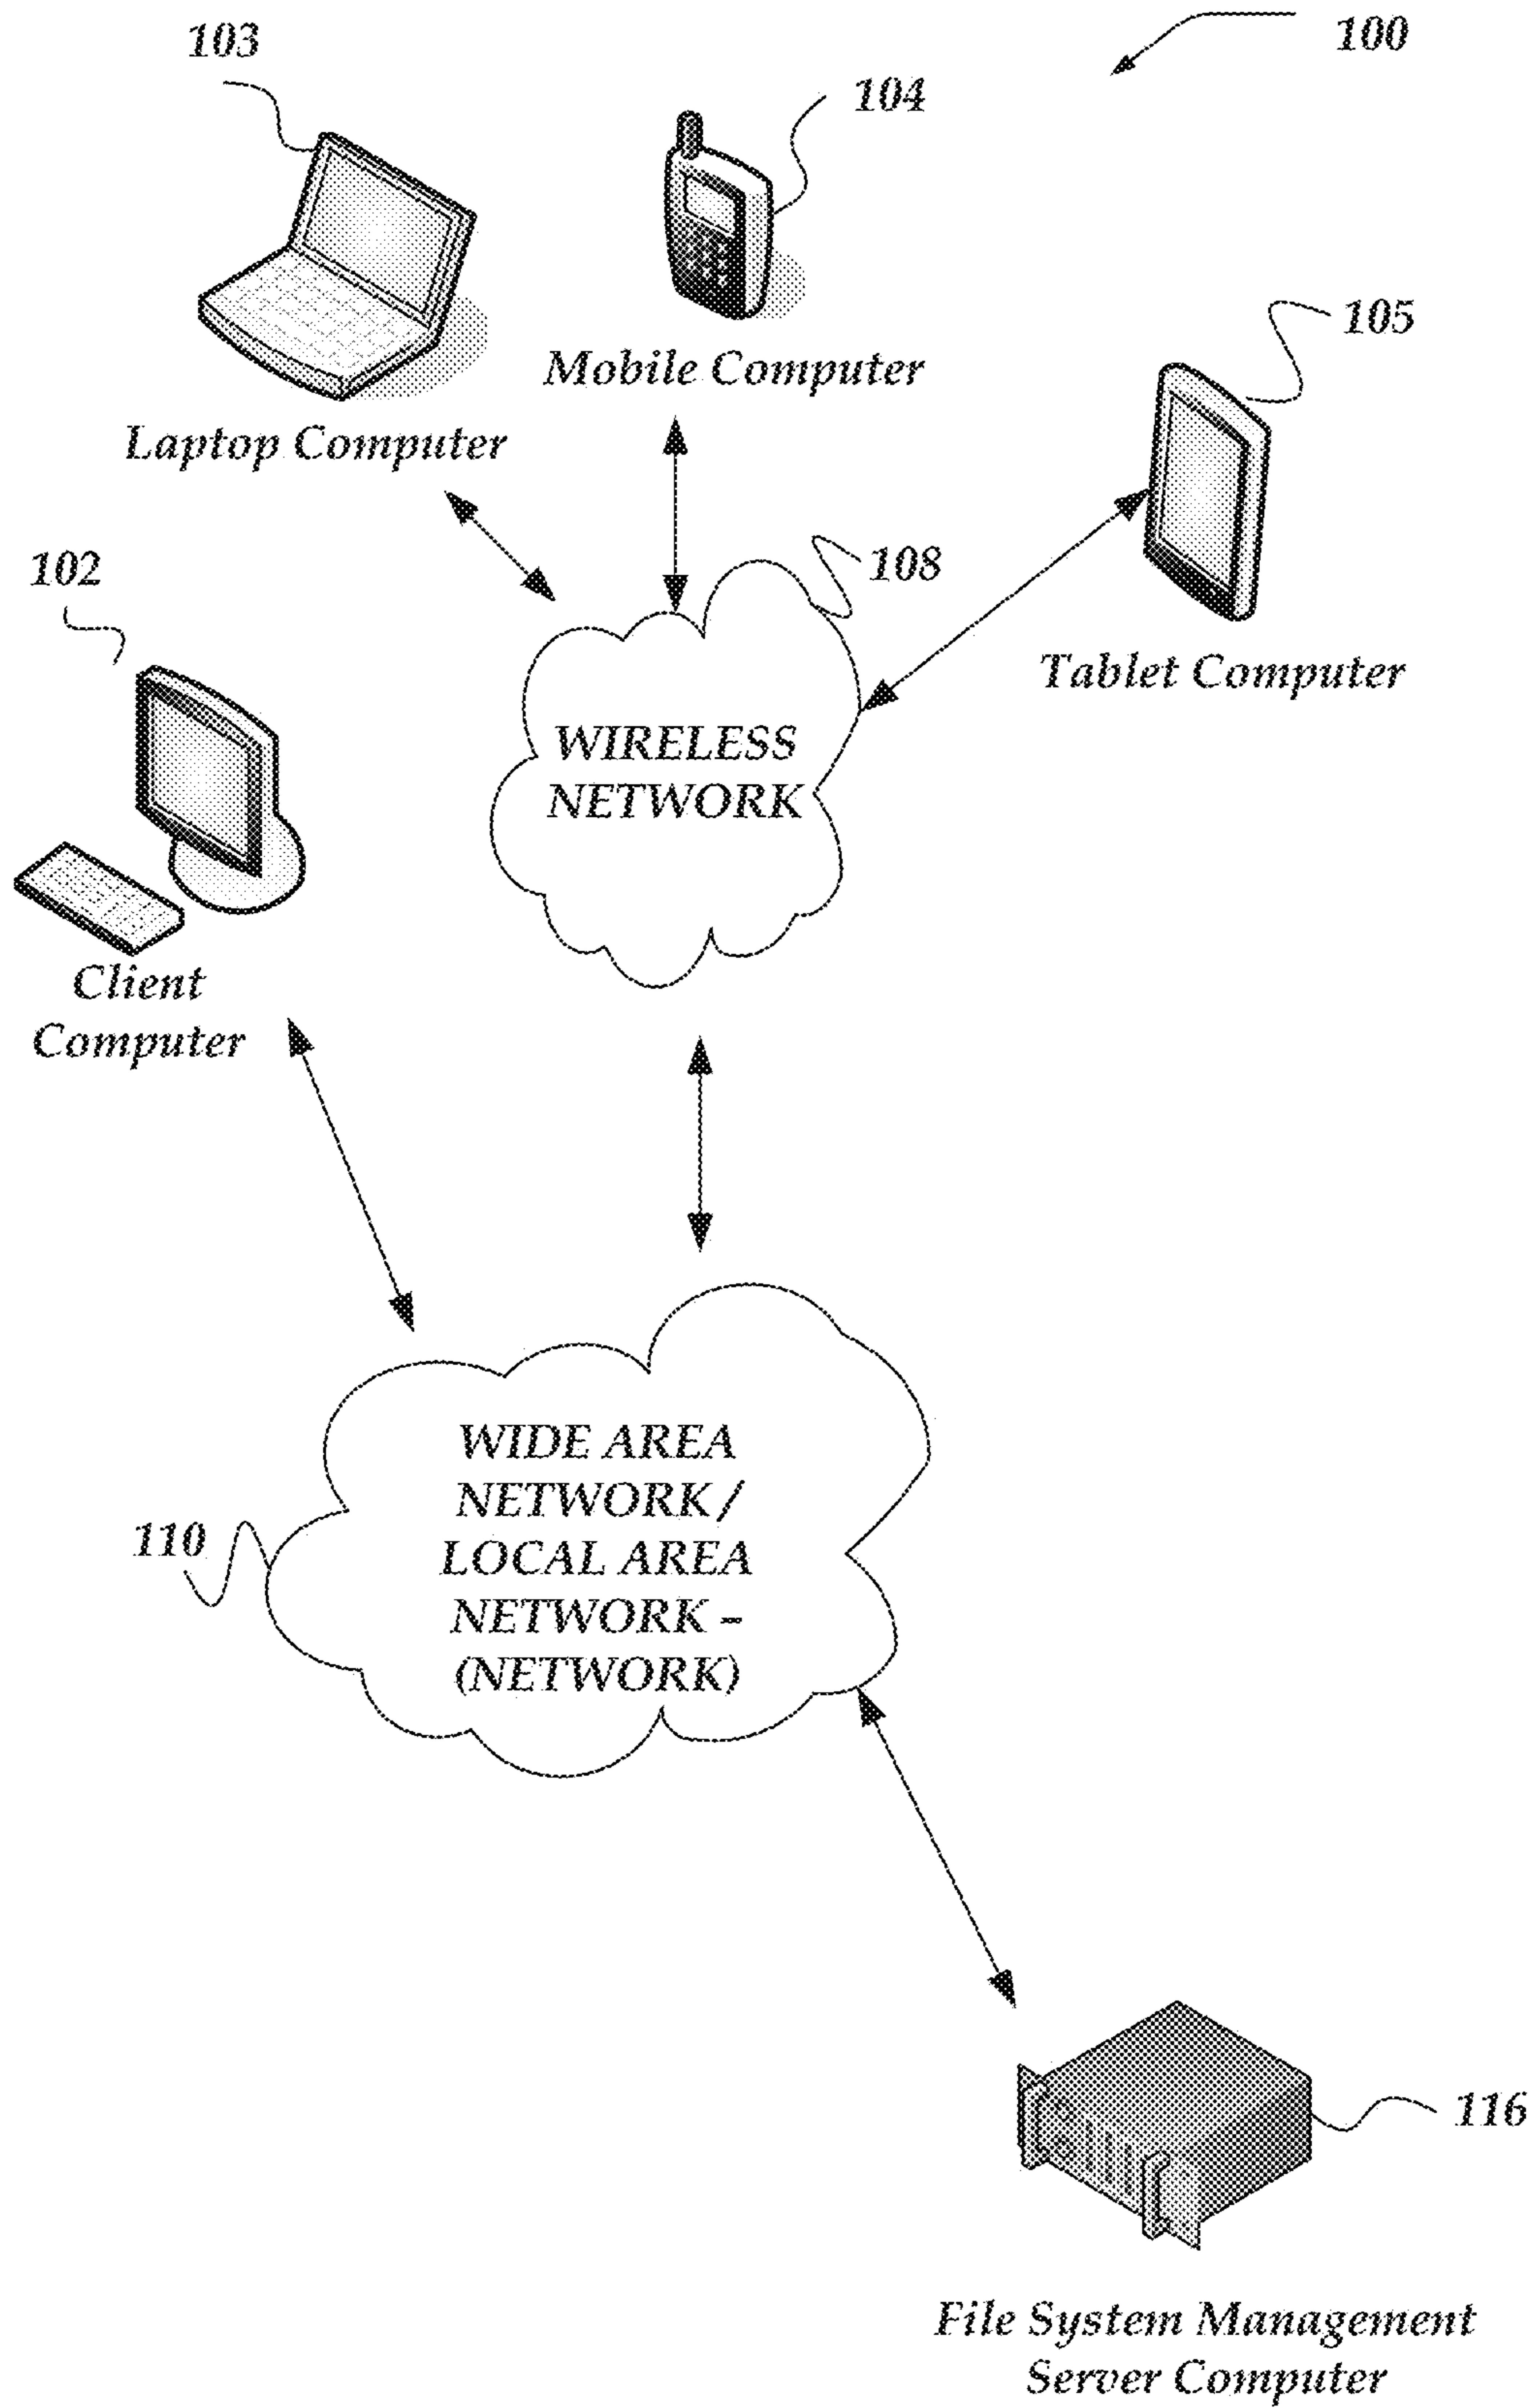 103
100
104
105
Mobile Computer
Laptop Computer
108
102
Tablet Computer
WIRELESS
NETWORK
Client
Computer
WIDE AREA
NETWORK /
LOCAL AREA
NETWORK –
(NETWORK)
110
116
File System Management
Server Computer